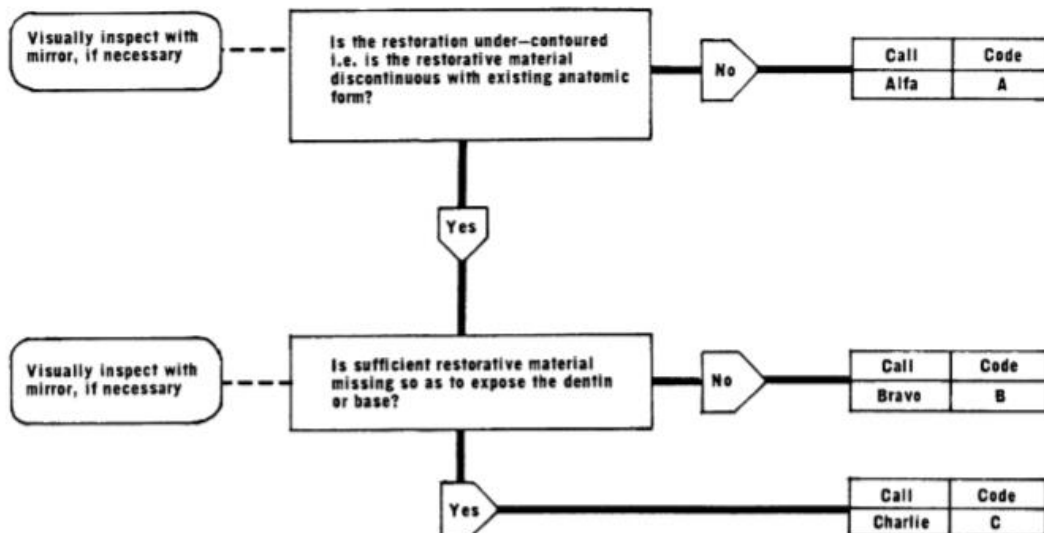 Visually inspect with
mirror, if necessary
Is the restoration under—contoured
i.e. is the restorative material
discontinuous with existing anatomic
form?
No
Call Code
Alfa A
Yes
Visually inspect with
mirror, if necessary
Is sufficient restorative material
missing so as to expose the dentin
or base?
No
Call Code
Bravo B
Yes
Call Code
Charlie C